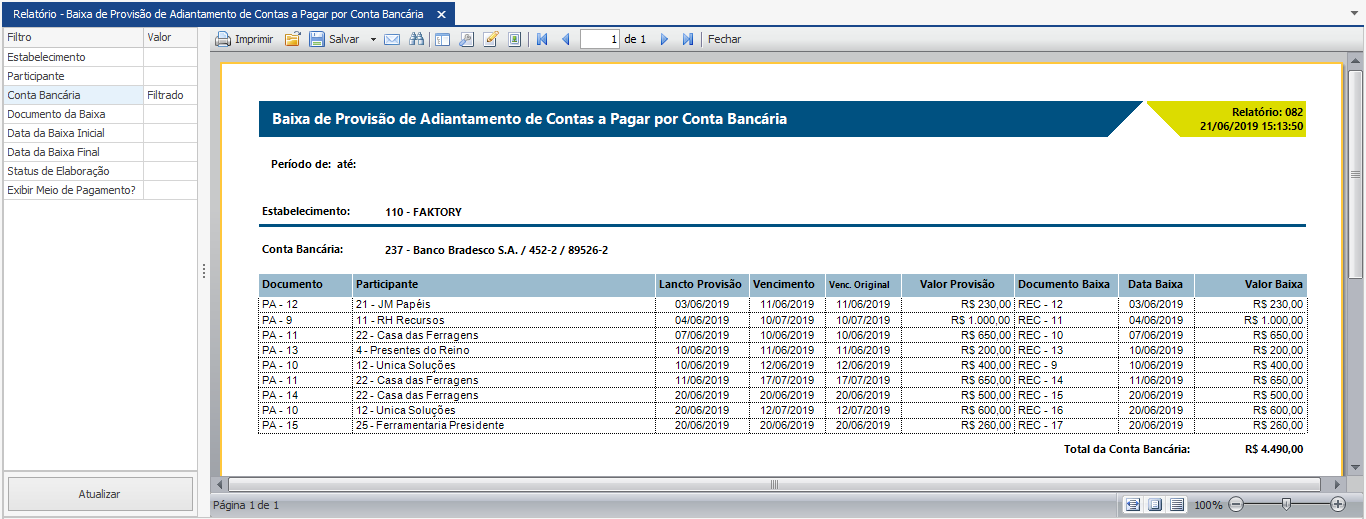 Relatório - Baixa de Provisão de Adiantamento de Contas a Pagar por Conta Bancária
Filtro Valor
Estabelecimento
Participante
Conta Bancária Filtrado
Documento da Baixa
Data da Baixa Inicial
Data da Baixa Final
Status de Elaboração
Exibir Meio de Pagamento?
Atualizar
Imprimir Salvar 1 de 1 Fechar
Baixa de Provisão de Adiantamento de Contas a Pagar por Conta Bancária
Relatório: 082
21/06/2019 15:13:50
Período de: até:
Estabelecimento: 110 - FAKTORY
Conta Bancária: 237 - Banco Bradesco S.A. / 452-2 / 89526-2
Documento Participante Lancto Provisão Vencimento Venc. Original Valor Provisão Documento Baixa Data Baixa Valor Baixa
PA - 12 21 - JM Papéis 03/06/2019 11/06/2019 11/06/2019 R$ 230,00 REC - 12 03/06/2019 R$ 230,00
PA - 9 11 - RH Recursos 04/06/2019 10/07/2019 10/07/2019 R$ 1.000,00 REC - 11 04/06/2019 R$ 1.000,00
PA - 11 22 - Casa das Ferragens 07/06/2019 10/06/2019 10/06/2019 R$ 650,00 REC - 10 07/06/2019 R$ 650,00
PA - 13 4 - Presentes do Reino 10/06/2019 11/06/2019 11/06/2019 R$ 200,00 REC - 13 10/06/2019 R$ 200,00
PA - 10 12 - Unica Soluções 10/06/2019 12/06/2019 12/06/2019 R$ 400,00 REC - 9 10/06/2019 R$ 400,00
PA - 11 22 - Casa das Ferragens 11/06/2019 17/07/2019 17/07/2019 R$ 650,00 REC - 14 11/06/2019 R$ 650,00
PA - 14 22 - Casa das Ferragens 20/06/2019 20/06/2019 20/06/2019 R$ 500,00 REC - 15 20/06/2019 R$ 500,00
PA - 10 12 - Unica Soluções 20/06/2019 12/07/2019 12/07/2019 R$ 600,00 REC - 16 20/06/2019 R$ 600,00
PA - 15 25 - Ferramentaria Presidente 20/06/2019 20/06/2019 20/06/2019 R$ 260,00 REC - 17 20/06/2019 R$ 260,00
Total da Conta Bancária: R$ 4.490,00
Página 1 de 1 100%